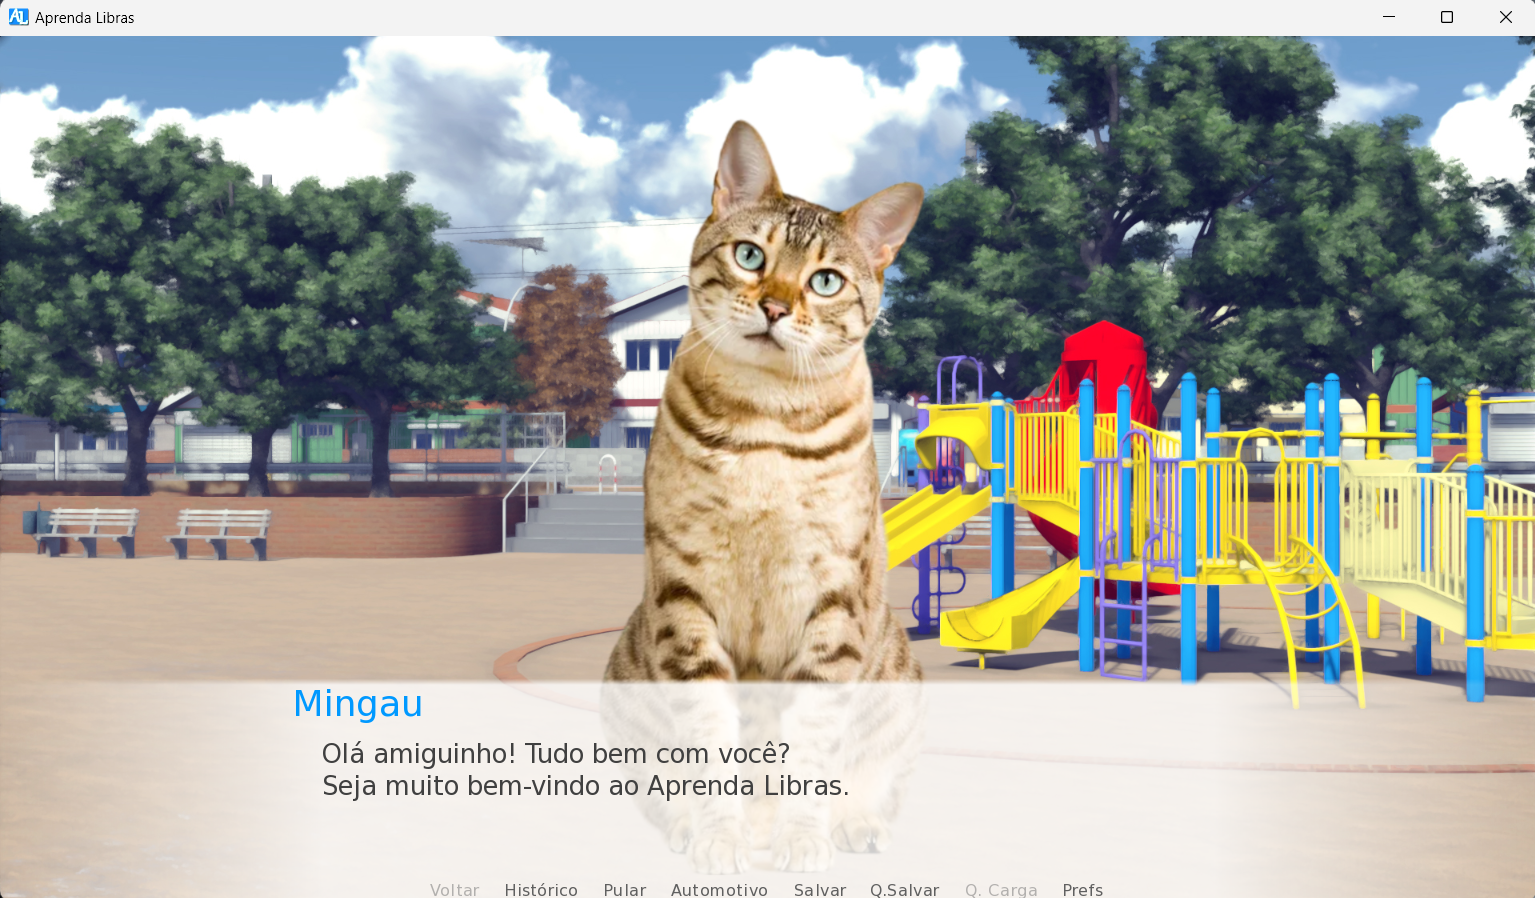 AL Aprenda Libras
Mingau
Olá amiguinho! Tudo bem com você?
Seja muito bem-vindo ao Aprenda Libras.
Voltar Histórico Pular Automotivo Salvar Q.Salvar Q. Carga Prefs